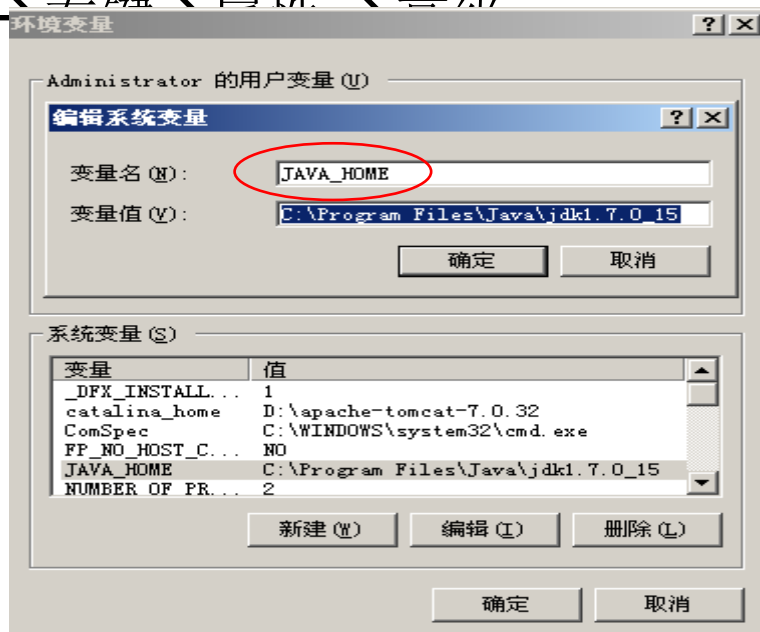 环境变量
Administrator 的用户变量(U)
编辑系统变量
变量名(N): JAVA_HOME
变量值(V): C:\Program Files\Java\jdk1.7.0_15
确定 取消
系统变量(S)
变量 值
_DFX_INSTALL... 1
catalina_home D:\apache-tomcat-7.0.32
ComSpec C:\WINDOWS\system32\cmd.exe
FP_NO_HOST_C... NO
JAVA_HOME C:\Program Files\Java\jdk1.7.0_15
NUMBER OF PR... 2
新建(W) 编辑(I) 删除(L)
确定 取消